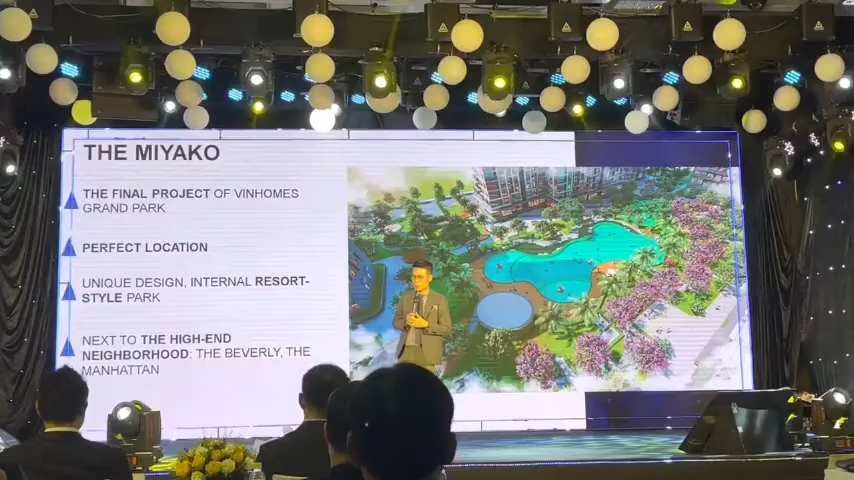 THE MIYAKO
THE FINAL PROJECT OF VINHOMES
GRAND PARK
PERFECT LOCATION
UNIQUE DESIGN, INTERNAL RESORT-
STYLE PARK
NEXT TO THE HIGH-END
NEIGHBORHOOD: THE BEVERLY, THE
MANHATTAN